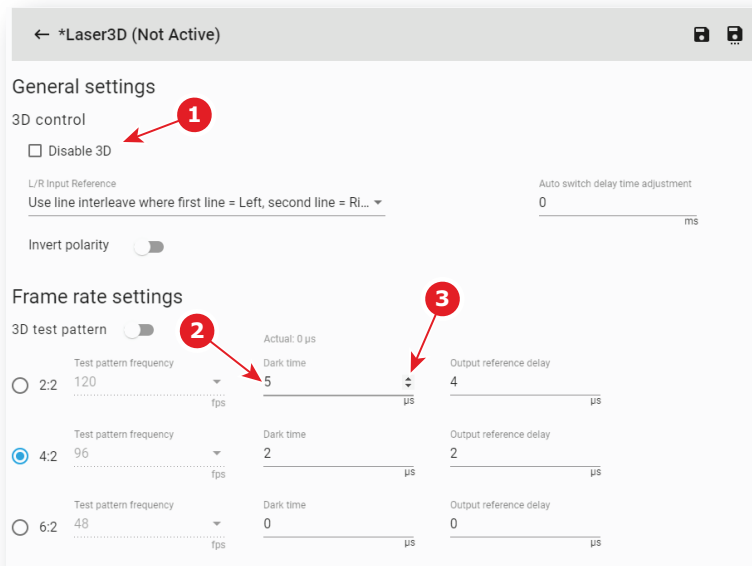 *Laser3D (Not Active)
General settings
1
3D control
Disable 3D
L/R Input Reference
Auto switch delay time adjustment
Use line interleave where first line = Left, second line = Ri...
0
ms
Invert polarity
Frame rate settings
3
3D test pattern
2
Actual: 0 µs
Test pattern frequency Dark time Output reference delay
2:2 120 5 4
fps µs µs
Test pattern frequency Dark time Output reference delay
4:2 96 2 2
fps µs µs
Test pattern frequency Dark time Output reference delay
6:2 48 0 0
fps µs µs